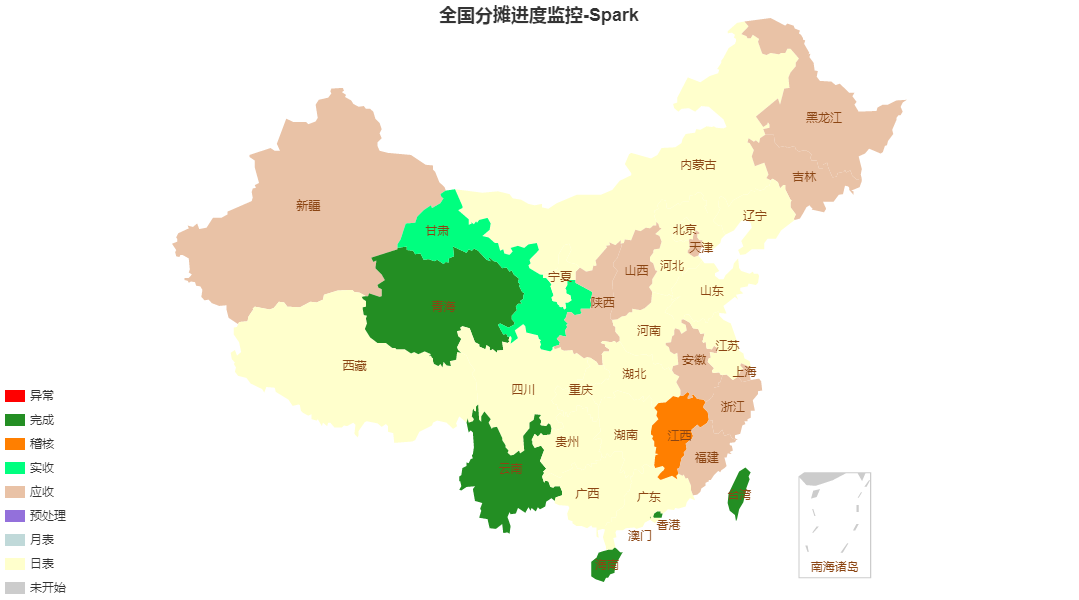 全国分摊进度监控-Spark
黑龙江
内蒙古
吉林
新疆
辽宁
甘肃
北京
天津
宁夏
山西
河北
山东
陕西
青海
河南
江苏
安徽
西藏
上海
湖北
四川
重庆
浙江
江西
湖南
贵州
福建
云南
广西
广东
台湾
香港
澳门
海南
南海诸岛
异常
完成
稽核
实收
应收
预处理
月表
日表
未开始